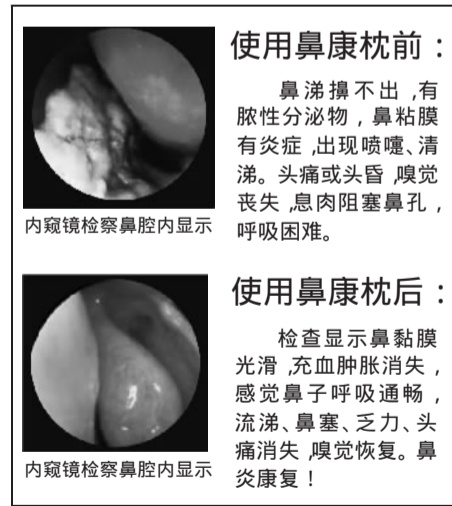 使用鼻康枕前：
鼻涕擤不出,有
脓性分泌物，鼻粘膜
有炎症,出现喷嚏、清
涕。头痛或头昏,嗅觉
丧失,息肉阻塞鼻孔，
呼吸困难。
内窥镜检察鼻腔内显示
使用鼻康枕后：
检查显示鼻黏膜
光滑,充血肿胀消失，
感觉鼻子呼吸通畅，
流涕、鼻塞、乏力、头
痛消失,嗅觉恢复。鼻
炎康复！
内窥镜检察鼻腔内显示